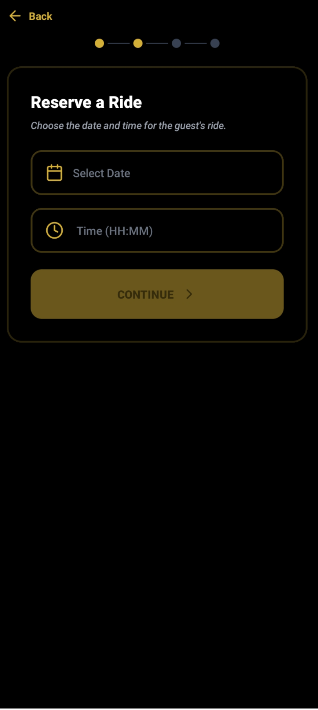 Back
Reserve a Ride
Choose the date and time for the guest's ride.
Select Date
Time (HH:MM)
CONTINUE